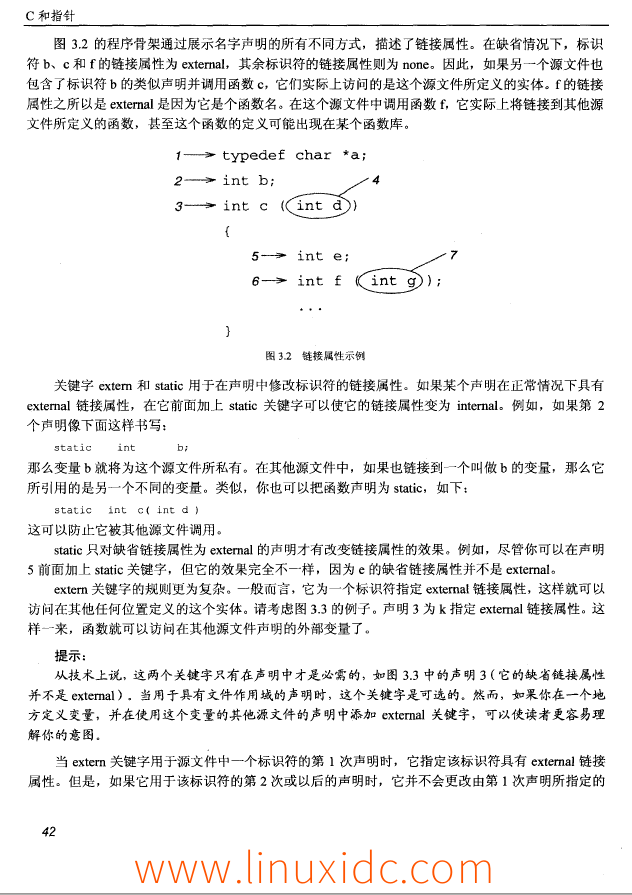 C 和指针
图 3.2 的程序骨架通过展示名字声明的所有不同方式，描述了链接属性。在缺省情况下，标识
符 b、c 和 f 的链接属性为 external，其余标识符的链接属性则为 none。因此，如果另一个源文件也
包含了标识符 b 的类似声明并调用函数 c，它们实际上访问的是这个源文件所定义的实体。f 的链接
属性之所以是 external 是因为它是个函数名。在这个源文件中调用函数 f，它实际上将链接到其他源
文件所定义的函数，甚至这个函数的定义可能出现在某个函数库。
1 → typedef char *a;
2 → int b; 4
3 → int c (int d)
{
5 → int e; 7
6 → int f (int g);
...
}
图 3.2 链接属性示例
关键字 extern 和 static 用于在声明中修改标识符的链接属性。如果某个声明在正常情况下具有
external 链接属性，在它前面加上 static 关键字可以使它的链接属性变为 internal。例如，如果第 2
个声明像下面这样书写：
static int b;
那么变量 b 就将为这个源文件所私有。在其他源文件中，如果也链接到一个叫做 b 的变量，那么它
所引用的是另一个不同的变量。类似，你也可以把函数声明为 static，如下：
static int c( int d )
这可以防止它被其他源文件调用。
static 只对缺省链接属性为 external 的声明才有改变链接属性的效果。例如，尽管你可以在声明
5 前面加上 static 关键字，但它的效果完全不一样，因为 e 的缺省链接属性并不是 external。
extern 关键字的规则更为复杂。一般而言，它为一个标识符指定 external 链接属性，这样就可以
访问在其他任何位置定义的这个实体。请考虑图 3.3 的例子。声明 3 为 k 指定 external 链接属性。这
样一来，函数就可以访问在其他源文件声明的外部变量了。
提示：
从技术上说，这两个关键字只有在声明中才是必需的，如图 3.3 中的声明 3（它的缺省链接属性
并不是 external）。当用于具有文件作用域的声明时，这个关键字是可选的。然而，如果你在一个地
方定义变量，并在使用这个变量的其他源文件的声明中添加 external 关键字，可以使读者更容易理
解你的意图。
当 extern 关键字用于源文件中一个标识符的第 1 次声明时，它指定该标识符具有 external 链接
属性。但是，如果它用于该标识符的第 2 次或以后的声明时，它并不会更改由第 1 次声明所指定的
42
www.linuxidc.com